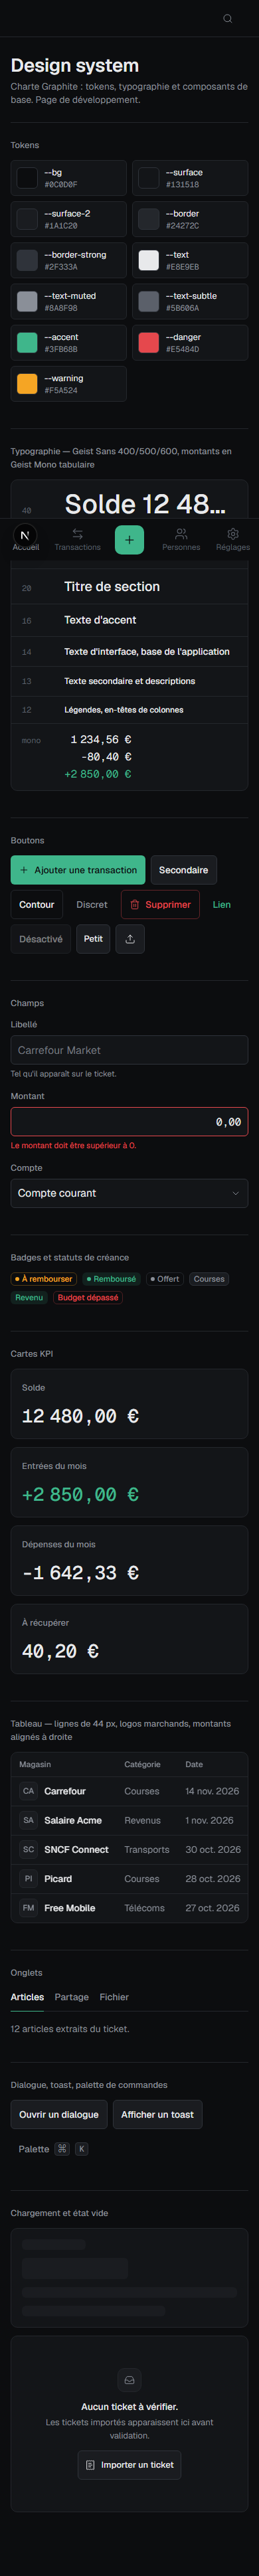 Design system
Charte Graphite : tokens, typographie et composants de
base. Page de développement.
Tokens
--bg
#0C0D0F
--surface
#131518
--surface-2
#1A1C20
--border
#24272C
--border-strong
#2F333A
--text
#E8E9EB
--text-muted
#8A8F98
--text-subtle
#5B606A
--accent
#3FB68B
--danger
#E5484D
--warning
#F5A524
Typographie — Geist Sans 400/500/600, montants en
Geist Mono tabulaire
40 Solde 12 48…
N
Accueil
Transactions
Personnes
Réglages
20 Titre de section
16 Texte d'accent
14 Texte d'interface, base de l'application
13 Texte secondaire et descriptions
12 Légendes, en-têtes de colonnes
mono 1 234,56 €
-80,40 €
+2 850,00 €
Boutons
Ajouter une transaction
Secondaire
Contour
Discret
Supprimer
Lien
Désactivé
Petit
Champs
Libellé
Carrefour Market
Tel qu'il apparaît sur le ticket.
Montant
0,00
Le montant doit être supérieur à 0.
Compte
Compte courant
Badges et statuts de créance
À rembourser
Remboursé
Offert
Courses
Revenu
Budget dépassé
Cartes KPI
Solde
12 480,00 €
Entrées du mois
+2 850,00 €
Dépenses du mois
-1 642,33 €
À récupérer
40,20 €
Tableau — lignes de 44 px, logos marchands, montants
alignés à droite
Magasin Catégorie Date
CA Carrefour Courses 14 nov. 2026
SA Salaire Acme Revenus 1 nov. 2026
SC SNCF Connect Transports 30 oct. 2026
PI Picard Courses 28 oct. 2026
FM Free Mobile Télécoms 27 oct. 2026
Onglets
Articles Partage Fichier
12 articles extraits du ticket.
Dialogue, toast, palette de commandes
Ouvrir un dialogue
Afficher un toast
Palette ⌘ K
Chargement et état vide
Aucun ticket à vérifier.
Les tickets importés apparaissent ici avant
validation.
Importer un ticket